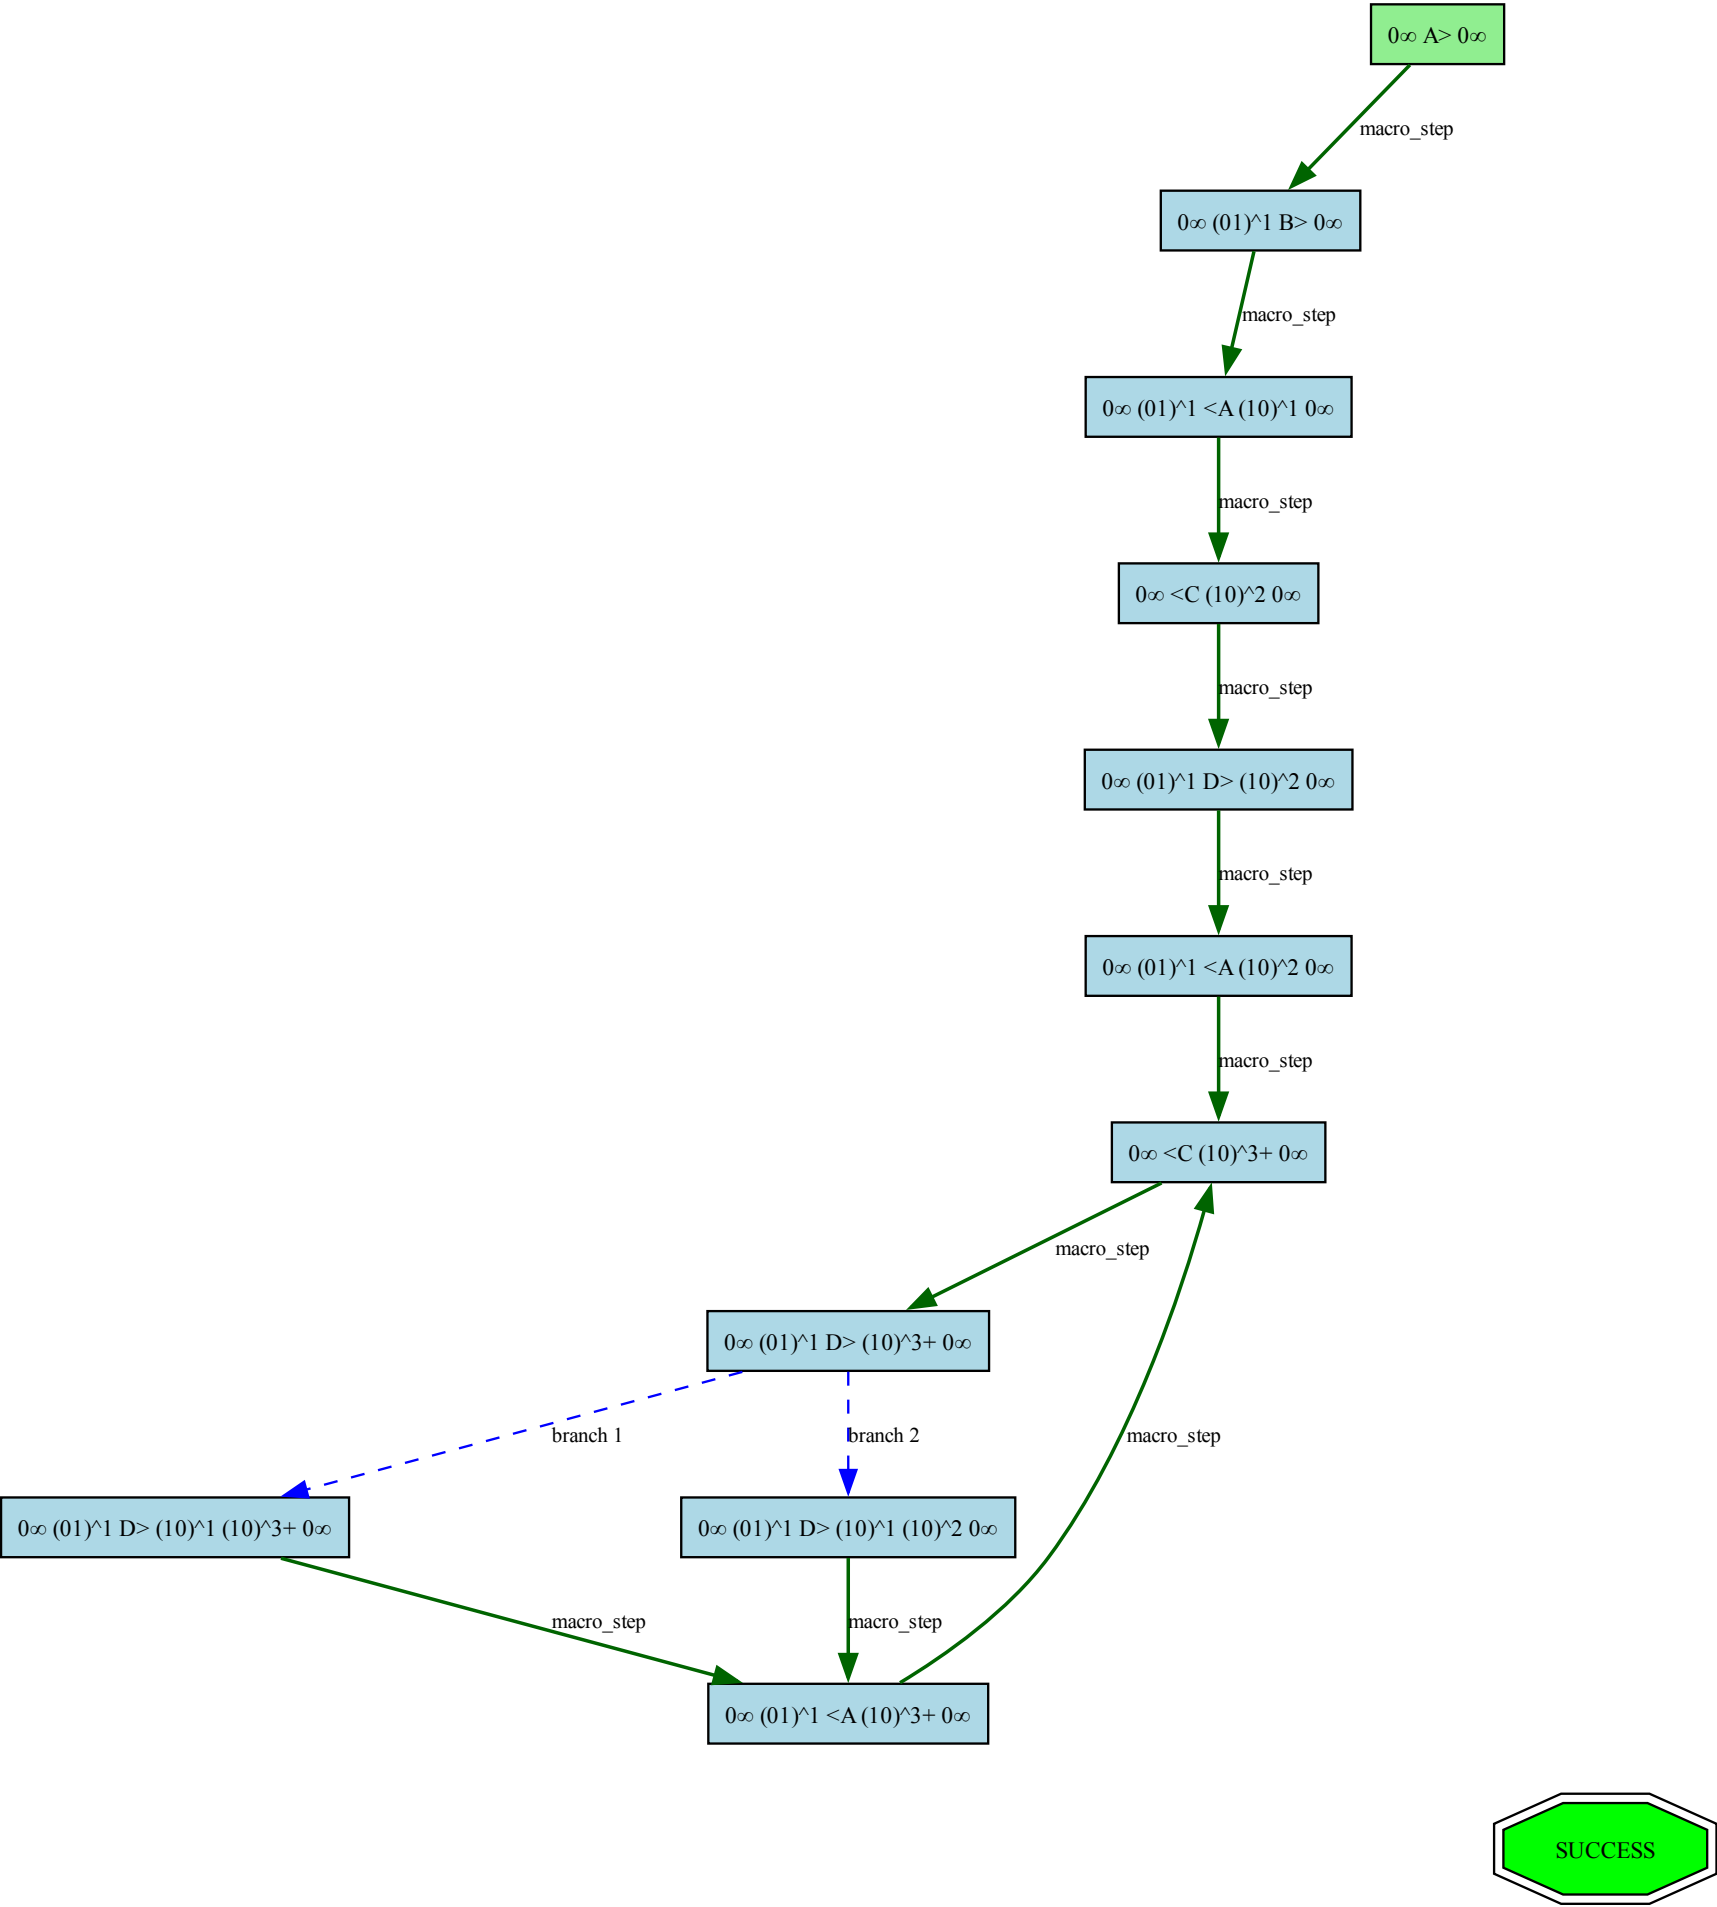 0∞ A> 0∞
macro_step
0∞ (01)^1 B> 0∞
macro_step
0∞ (01)^1 <A (10)^1 0∞
macro_step
0∞ <C (10)^2 0∞
macro_step
0∞ (01)^1 D> (10)^2 0∞
macro_step
0∞ (01)^1 <A (10)^2 0∞
macro_step
0∞ <C (10)^3+ 0∞
macro_step
0∞ (01)^1 D> (10)^3+ 0∞
branch 1
branch 2
macro_step
0∞ (01)^1 D> (10)^1 (10)^3+ 0∞
0∞ (01)^1 D> (10)^1 (10)^2 0∞
macro_step
macro_step
0∞ (01)^1 <A (10)^3+ 0∞
SUCCESS